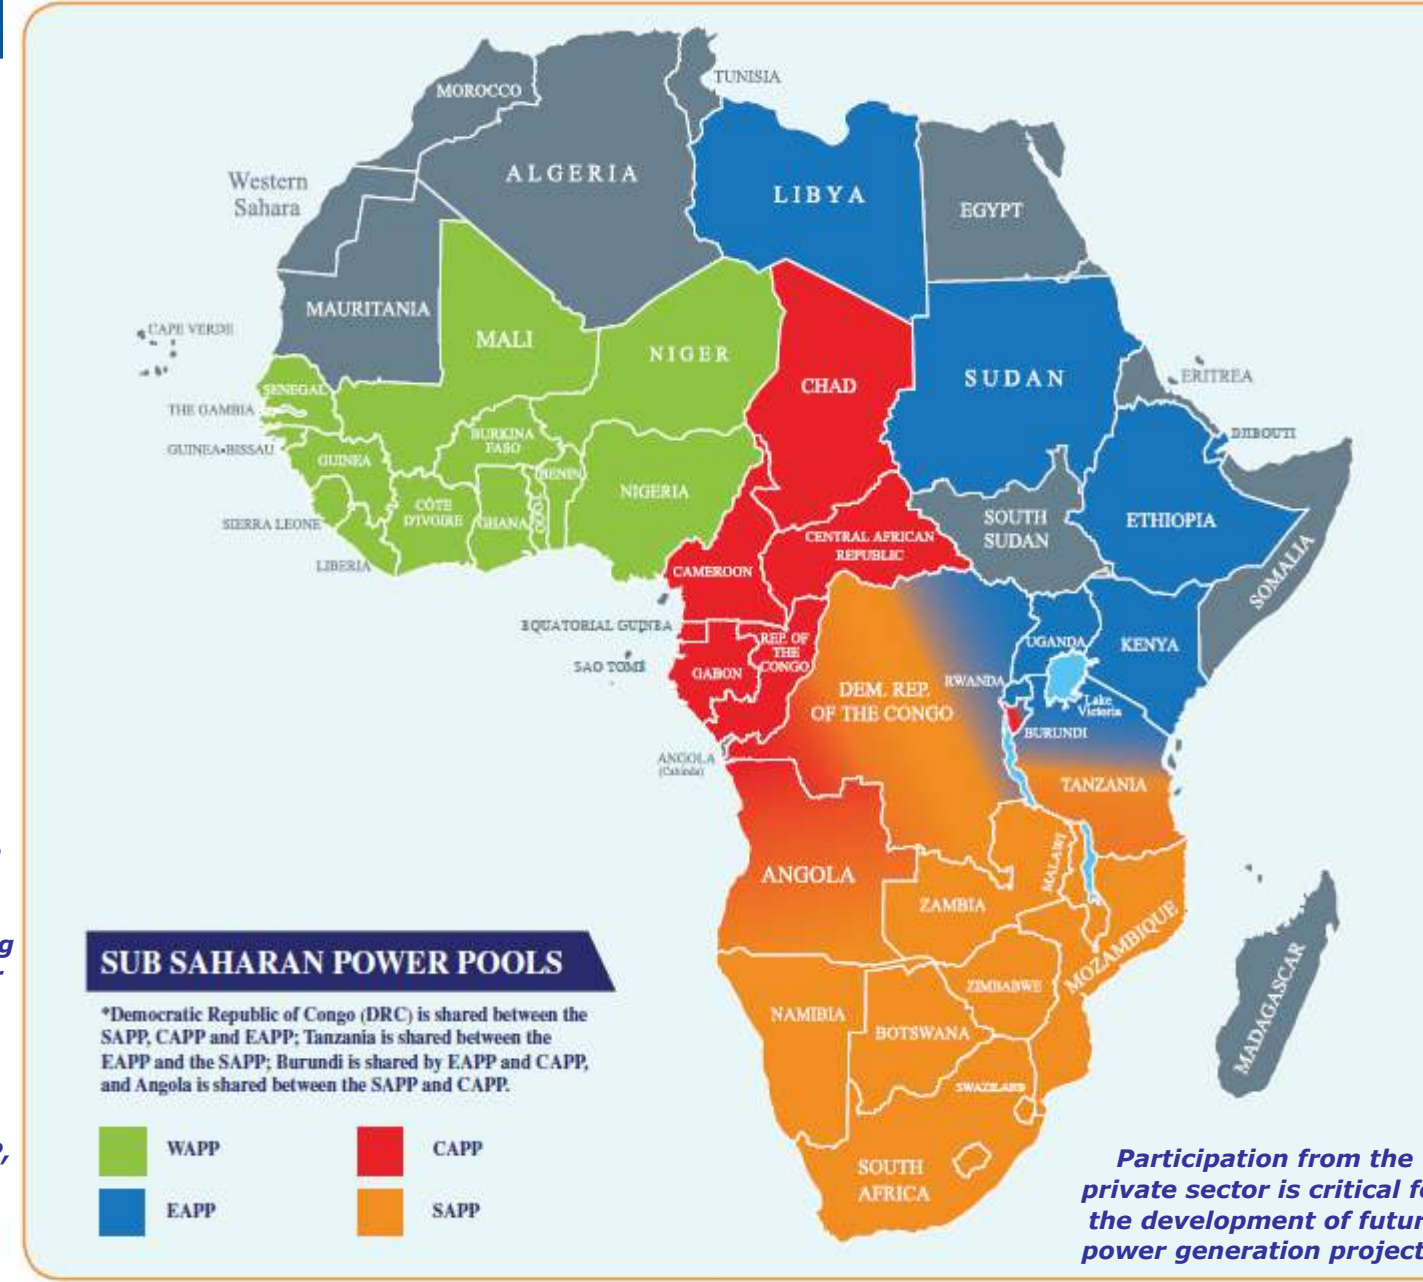 MOROCCO
TUNISIA
ALGERIA
LIBYA
EGYPT
Western
Sahara
MAURITANIA
MALI
NIGER
CHAD
SUDAN
ERITREA
DJIBOUTI
CAPE VERDE
SENEGAL
THE GAMBIA
GUINEA-BISSAU
GUINEA
SIERRA LEONE
LIBERIA
CÔTE
D'IVOIRE
BURKINA
FASO
GHANA
TOGO
BENIN
NIGERIA
CAMEROON
CENTRAL AFRICAN
REPUBLIC
SOUTH
SUDAN
ETHIOPIA
SOMALIA
EQUATORIAL GUINEA
SAO TOMÉ
GABON
REP. OF
THE
CONGO
DEM. REP.
OF THE CONGO
UGANDA
KENYA
RWANDA
Lake
Victoria
BURUNDI
TANZANIA
ANGOLA
(Cabinda)
ANGOLA
ZAMBIA
MALAWI
MOZAMBIQUE
ZIMBABWE
NAMIBIA
BOTSWANA
SWAZILAND
SOUTH
AFRICA
MADAGASCAR
SUB SAHARAN POWER POOLS
*Democratic Republic of Congo (DRC) is shared between the
SAPP, CAPP and EAPP; Tanzania is shared between the
EAPP and the SAPP; Burundi is shared by EAPP and CAPP,
and Angola is shared between the SAPP and CAPP.
WAPP
CAPP
EAPP
SAPP
Participation from the
private sector is critical
the development of
power generation